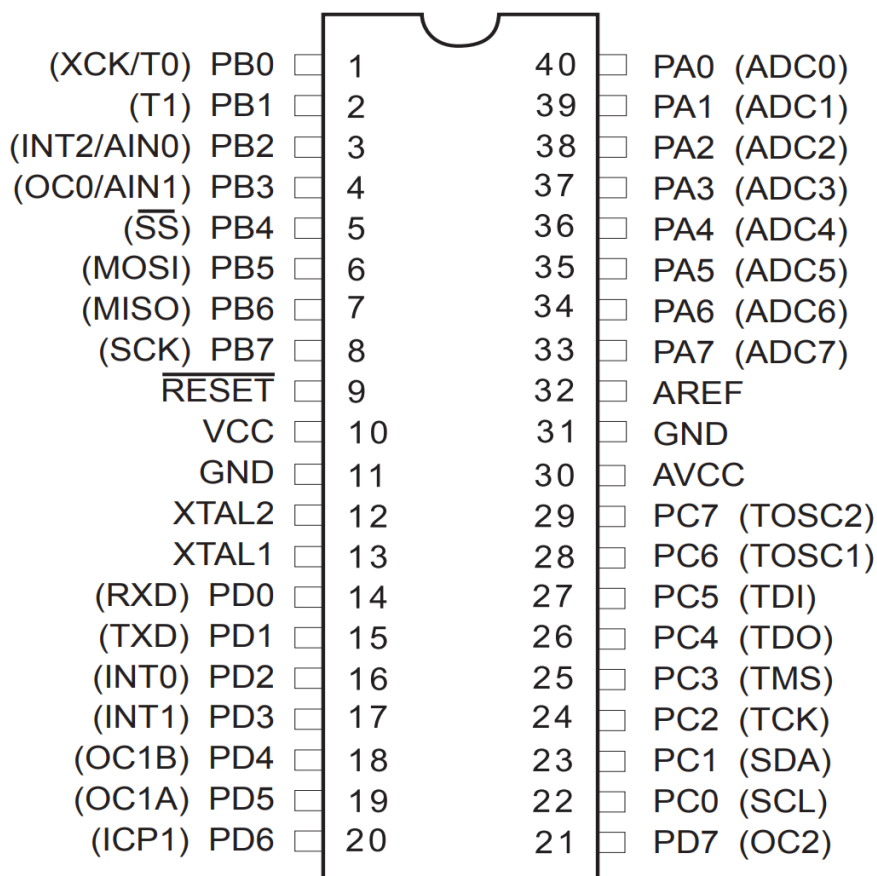 (XCK/T0) PB0 1 40 PA0 (ADC0)
(T1) PB1 2 39 PA1 (ADC1)
(INT2/AIN0) PB2 3 38 PA2 (ADC2)
(OC0/AIN1) PB3 4 37 PA3 (ADC3)
(S̅S̅) PB4 5 36 PA4 (ADC4)
(MOSI) PB5 6 35 PA5 (ADC5)
(MISO) PB6 7 34 PA6 (ADC6)
(SCK) PB7 8 33 PA7 (ADC7)
R̅E̅S̅E̅T̅ 9 32 AREF
VCC 10 31 GND
GND 11 30 AVCC
XTAL2 12 29 PC7 (TOSC2)
XTAL1 13 28 PC6 (TOSC1)
(RXD) PD0 14 27 PC5 (TDI)
(TXD) PD1 15 26 PC4 (TDO)
(INT0) PD2 16 25 PC3 (TMS)
(INT1) PD3 17 24 PC2 (TCK)
(OC1B) PD4 18 23 PC1 (SDA)
(OC1A) PD5 19 22 PC0 (SCL)
(ICP1) PD6 20 21 PD7 (OC2)